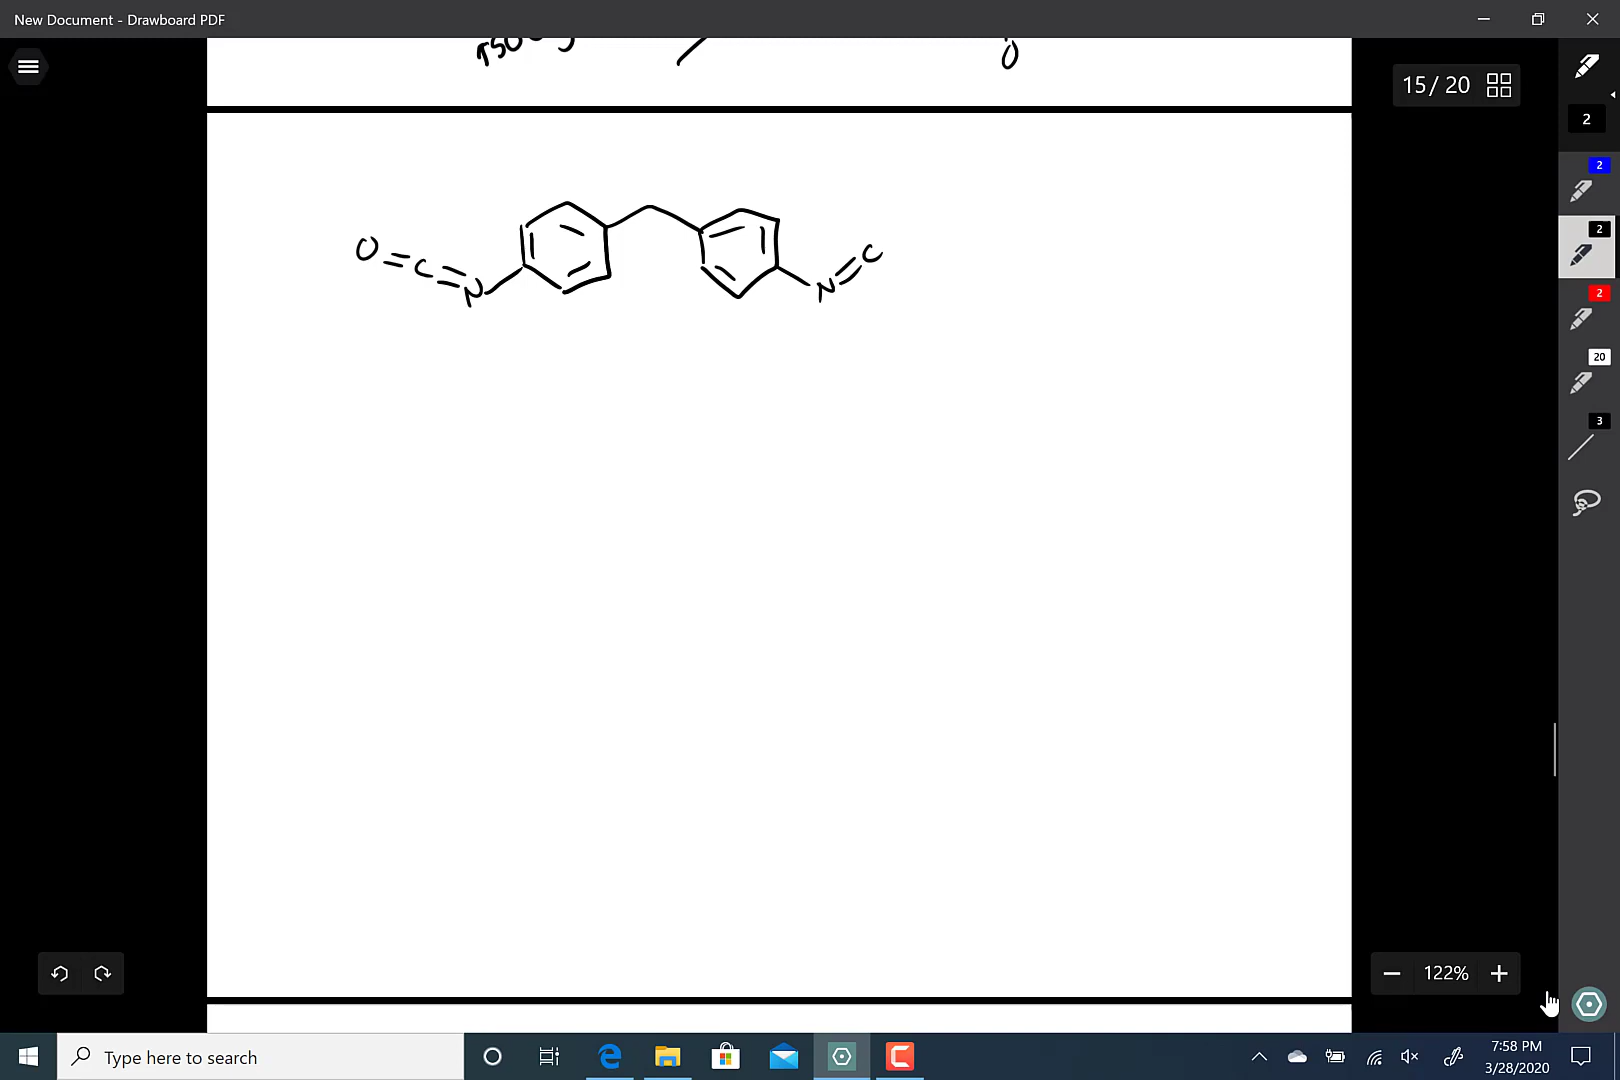 New Document - Drawboard PDF
15 / 20
2
2
2
2
20
3
O=C=N
N=C
122%
Type here to search
7:58 PM
3/28/2020